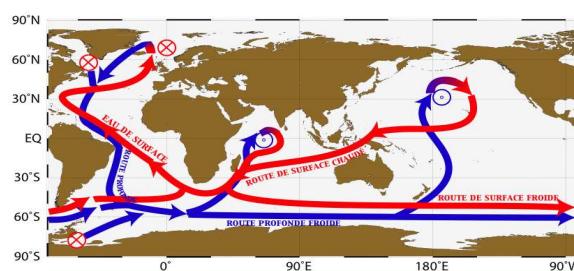 90°N
60°N
30°N
EQ
30°S
60°S
90°S
EAU DE SURFACE
ROUTE PROFONDE
ROUTE DE SURFACE CHAUDE
ROUTE DE SURFACE FROIDE
ROUTE PROFONDE FROIDE
0°
90°E
180°E
90°W